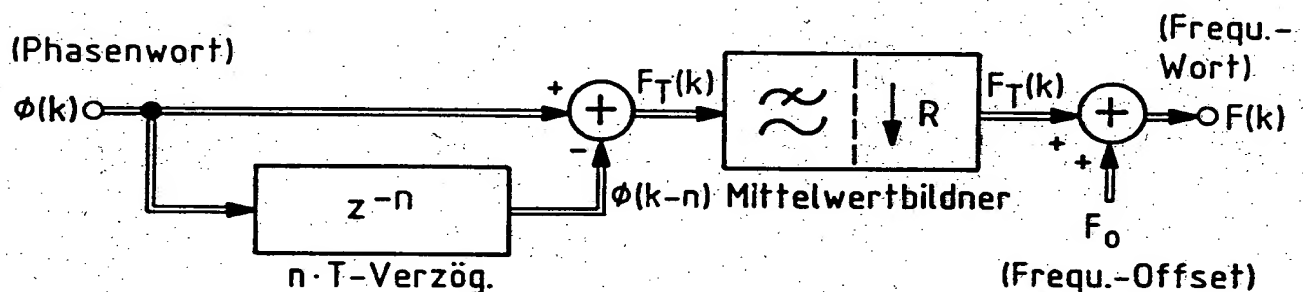 (Phasenwort)
(Frequ.-
Wort)
ϕ(k)
+
+
-
F_T(k)
↓ R
F_T(k)
+
+
+
F(k)
z^-n
ϕ(k-n)
Mittelwertbildner
F_o
n·T-Verzög.
(Frequ.-Offset)